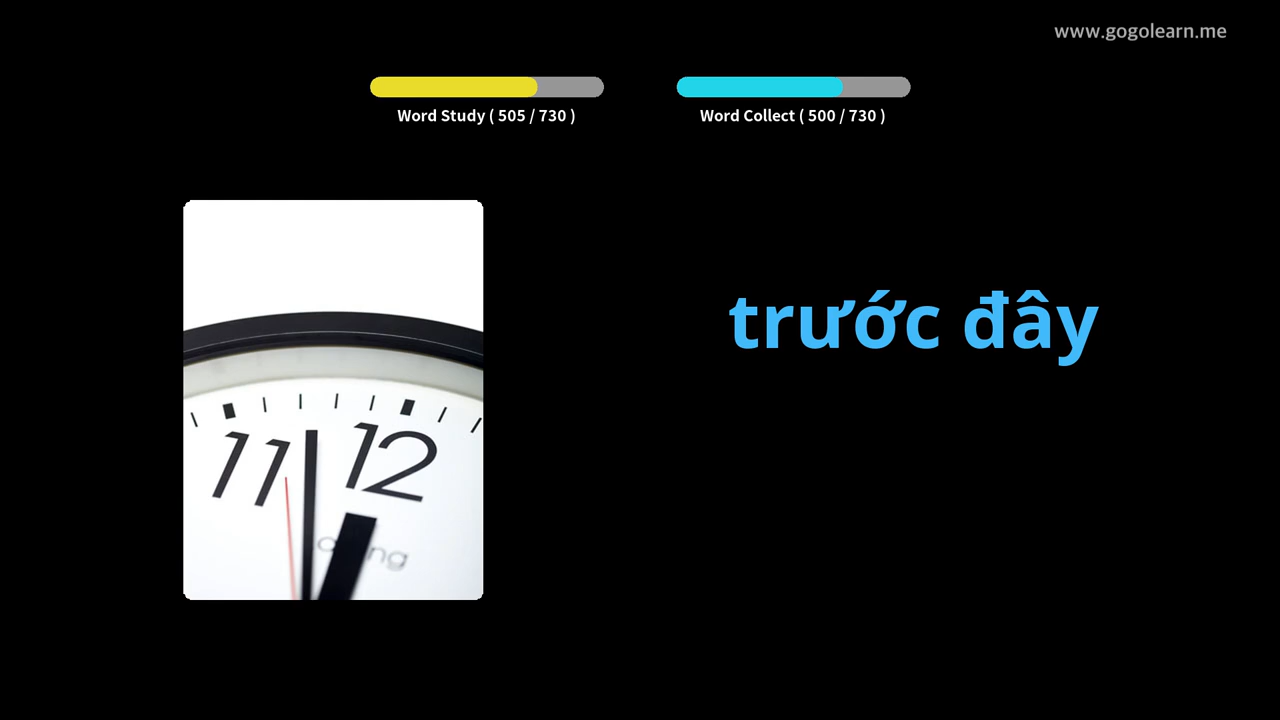 www.gogolearn.me
Word Study ( 505 / 730 )
Word Collect ( 500 / 730 )
trước đây
11
12